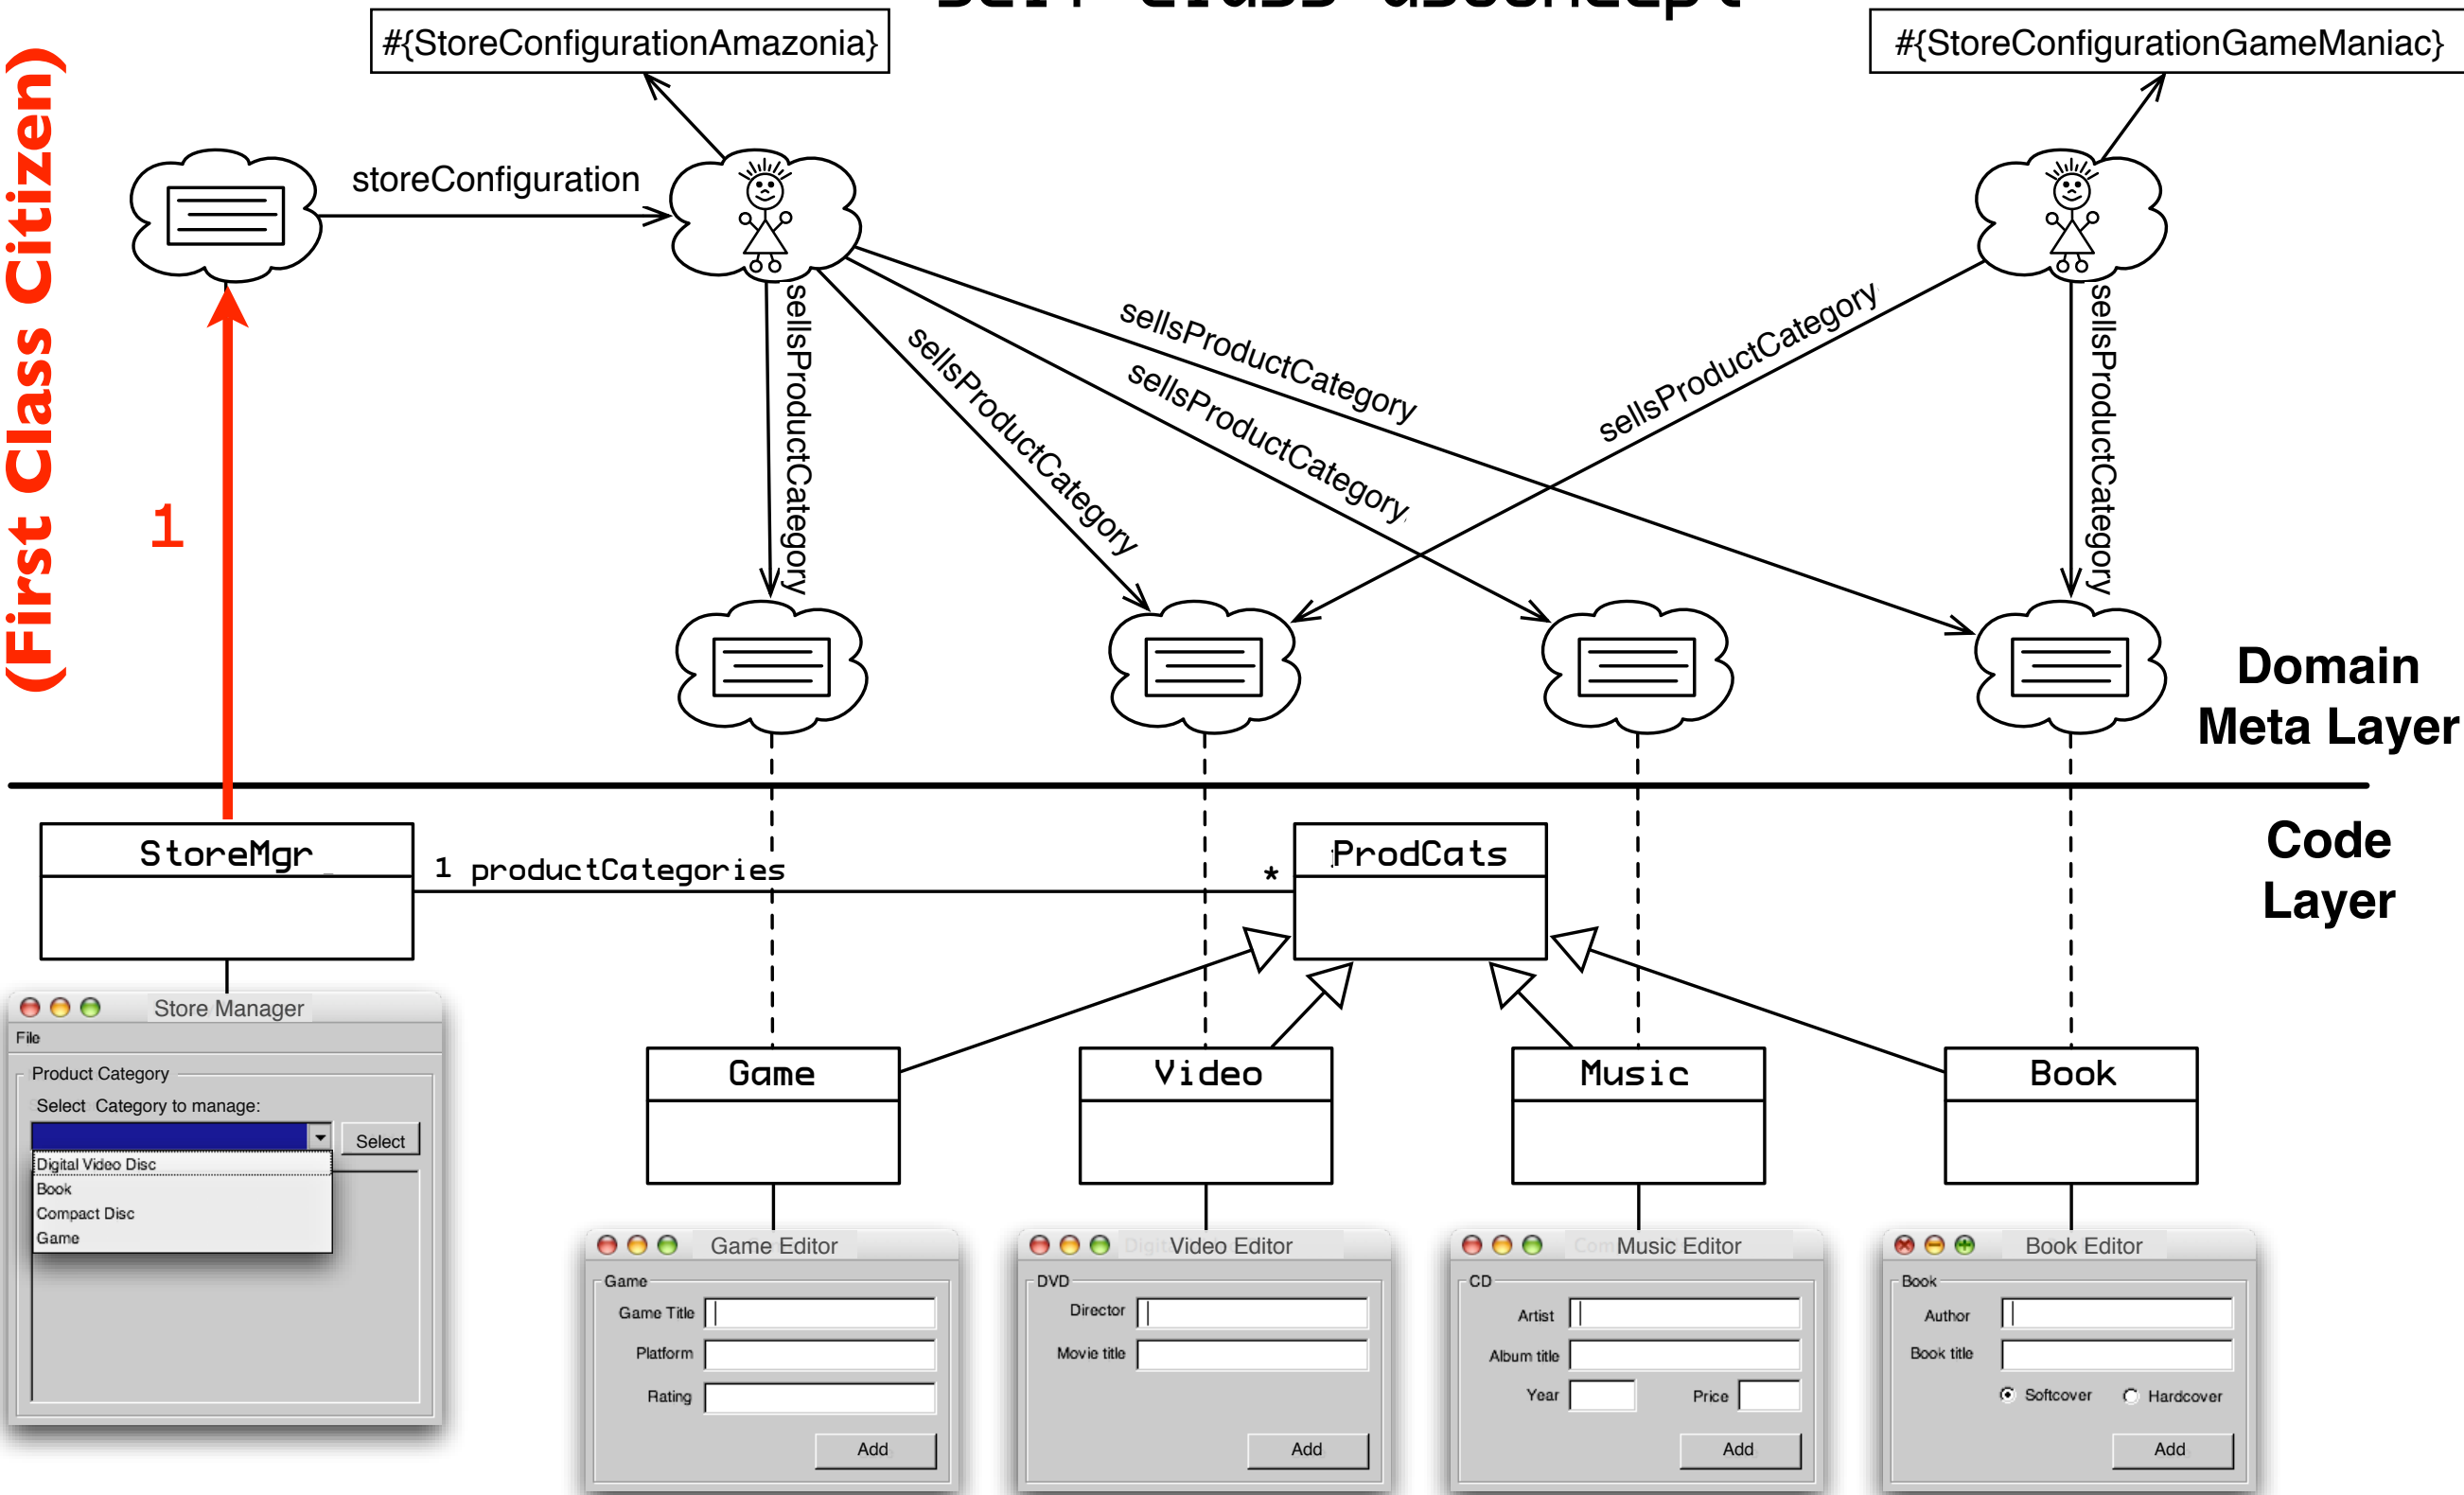 #{StoreConfigurationAmazonia}
#{StoreConfigurationGameManiac}
(First Class Citizen)
storeConfiguration
sellsProductCategory
sellsProductCategory
sellsProductCategory
sellsProductCategory
sellsProductCategory
sellsProductCategory
1
Domain
Meta Layer
Code
Layer
StoreMgr
1 productCategories
*
ProdCats
Game
Video
Music
Book
Store Manager
File
Product Category
Select Category to manage:
Select
Digital Video Disc
Book
Compact Disc
Game
Game Editor
Game
Game Title
Platform
Rating
Add
Video Editor
DVD
Director
Movie title
Add
Music Editor
CD
Artist
Album title
Year
Price
Add
Book Editor
Book
Author
Book title
Softcover
Hardcover
Add